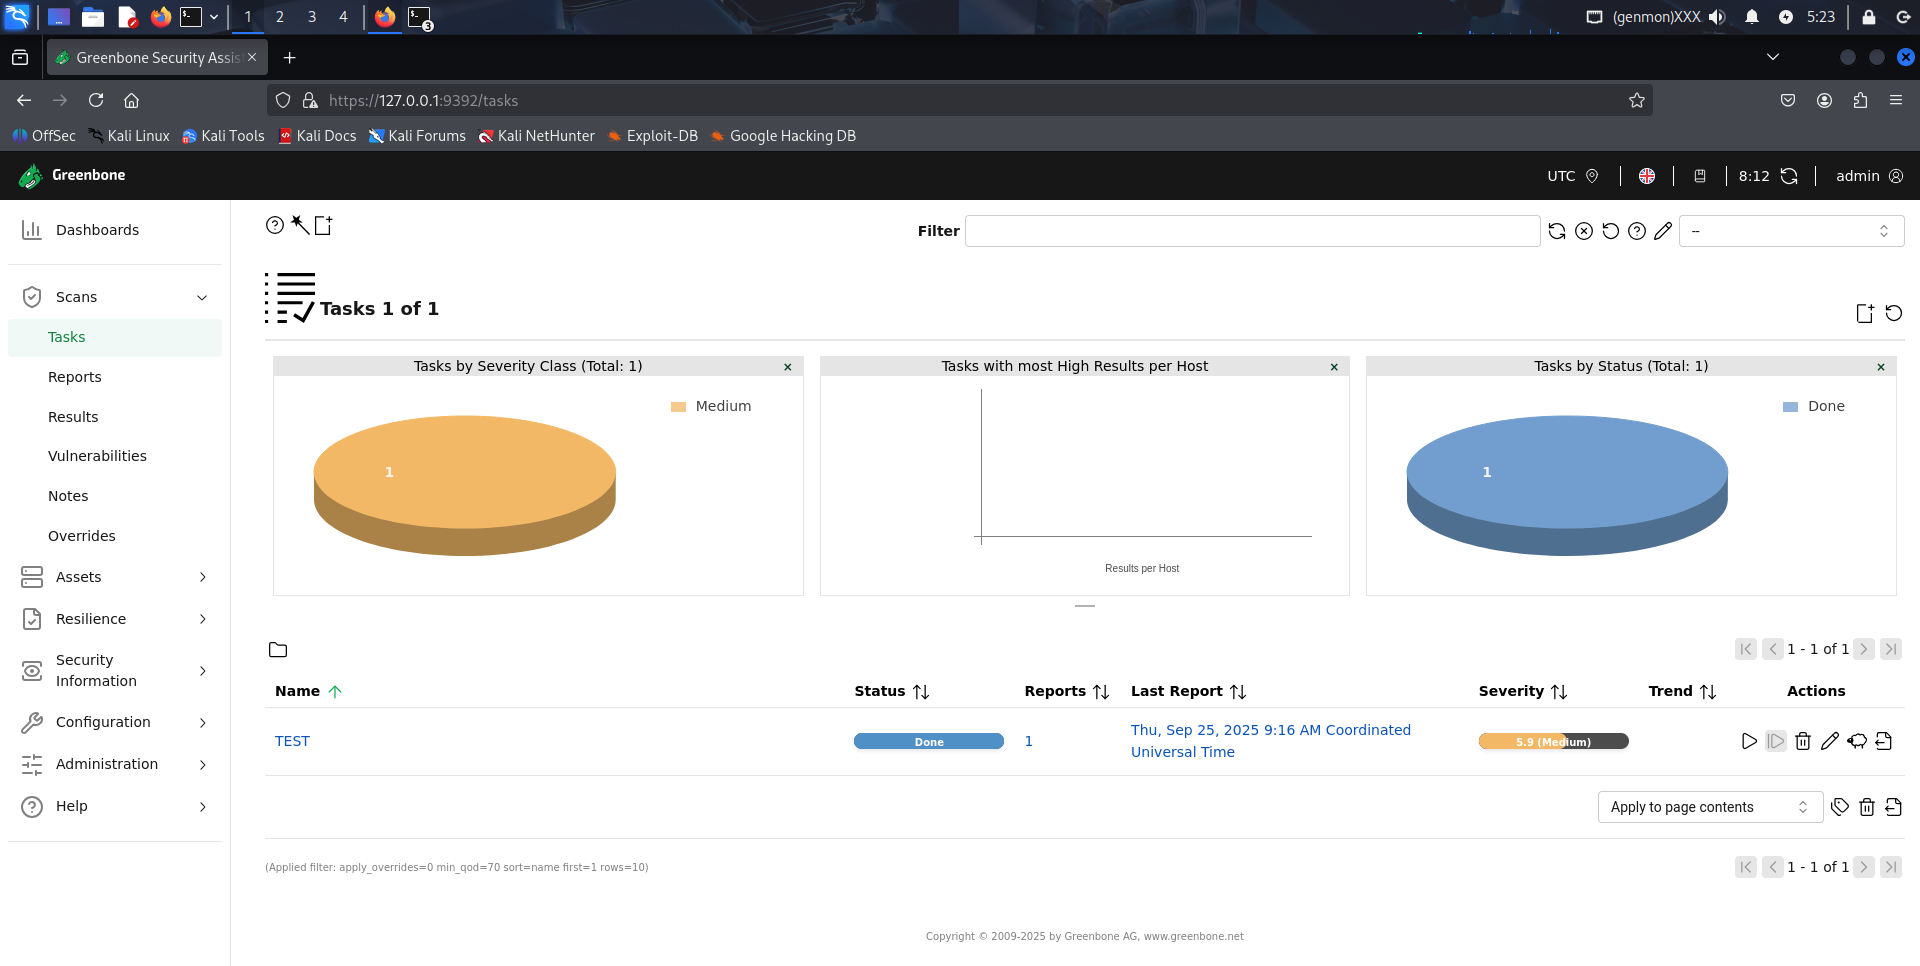 1 2 3 4 3 (genmon)XXX 5:23
Greenbone Security Assis
https://127.0.0.1:9392/tasks
OffSec Kali Linux Kali Tools Kali Docs Kali Forums Kali NetHunter Exploit-DB Google Hacking DB
Greenbone UTC 8:12 admin
Dashboards
Scans
Tasks
Reports
Results
Vulnerabilities
Notes
Overrides
Assets
Resilience
Security
Information
Configuration
Administration
Help
Filter --
Tasks 1 of 1
Tasks by Severity Class (Total: 1)
Medium
1
Tasks with most High Results per Host
Results per Host
Tasks by Status (Total: 1)
Done
1
1 - 1 of 1
Name Status Reports Last Report Severity Trend Actions
TEST Done 1 Thu, Sep 25, 2025 9:16 AM Coordinated
Universal Time
5.9 (Medium)
Apply to page contents
(Applied filter: apply_overrides=0 min_qod=70 sort=name first=1 rows=10)
1 - 1 of 1
Copyright © 2009-2025 by Greenbone AG, www.greenbone.net